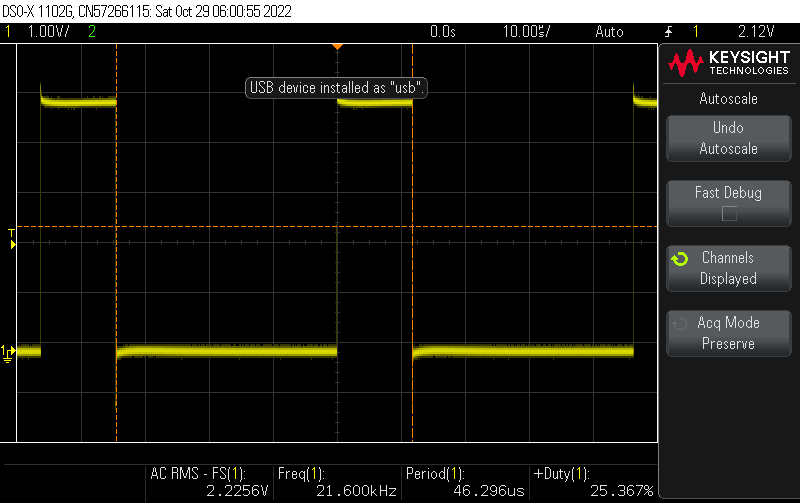 DSO-X 1102G, CN57266115: Sat Oct 29 06:00:55 2022
1 1.00V/ 2 0.0s 10.00us/ Auto 1 2.12V
KEYSIGHT
TECHNOLOGIES
USB device installed as "usb".
Autoscale
Undo
Autoscale
Fast Debug
Channels
Displayed
Acq Mode
Preserve
T
1
AC RMS - FS(1): Freq(1): Period(1): +Duty(1):
2.2256V 21.600kHz 46.296us 25.367%